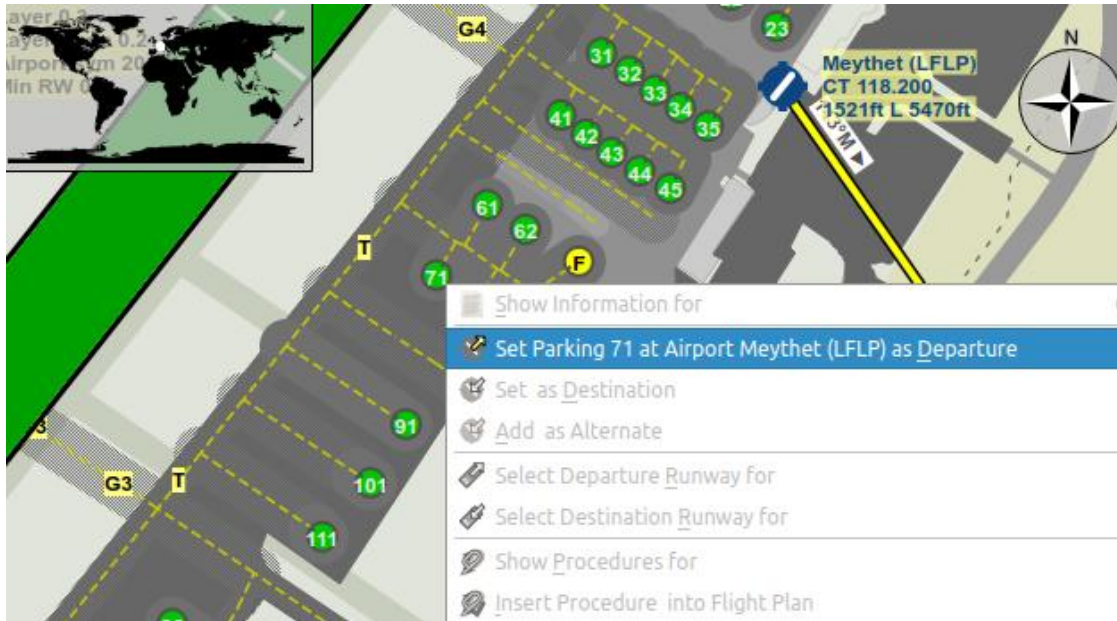 G4
23
N
31
32
33
34
35
Meythet (LFLP)
CT 118.200
1521ft L 5470ft
41
42
43
44
45
3°M
61
62
T
F
71
Show Information for
Set Parking 71 at Airport Meythet (LFLP) as Departure
Set as Destination
Add as Alternate
91
G3
T
101
Select Departure Runway for
Select Destination Runway for
111
Show Procedures for
Insert Procedure into Flight Plan